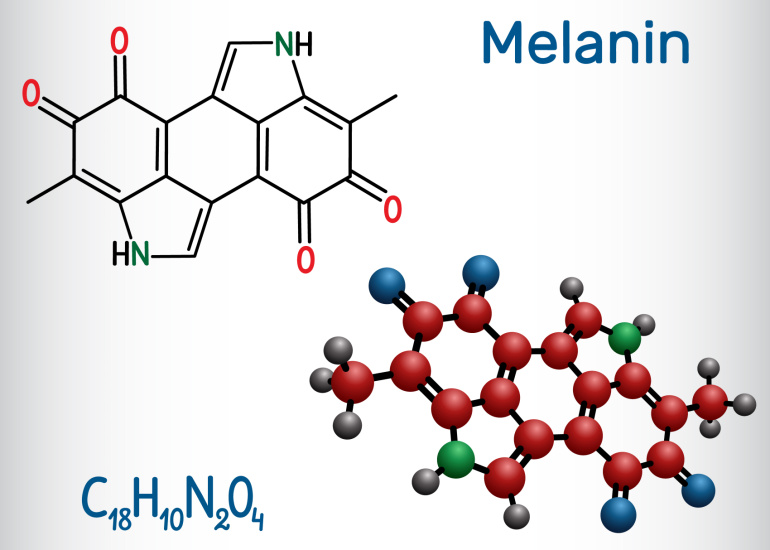 Melanin
O
O
NH
O
O
HN
C₁₈H₁₀N₂O₄